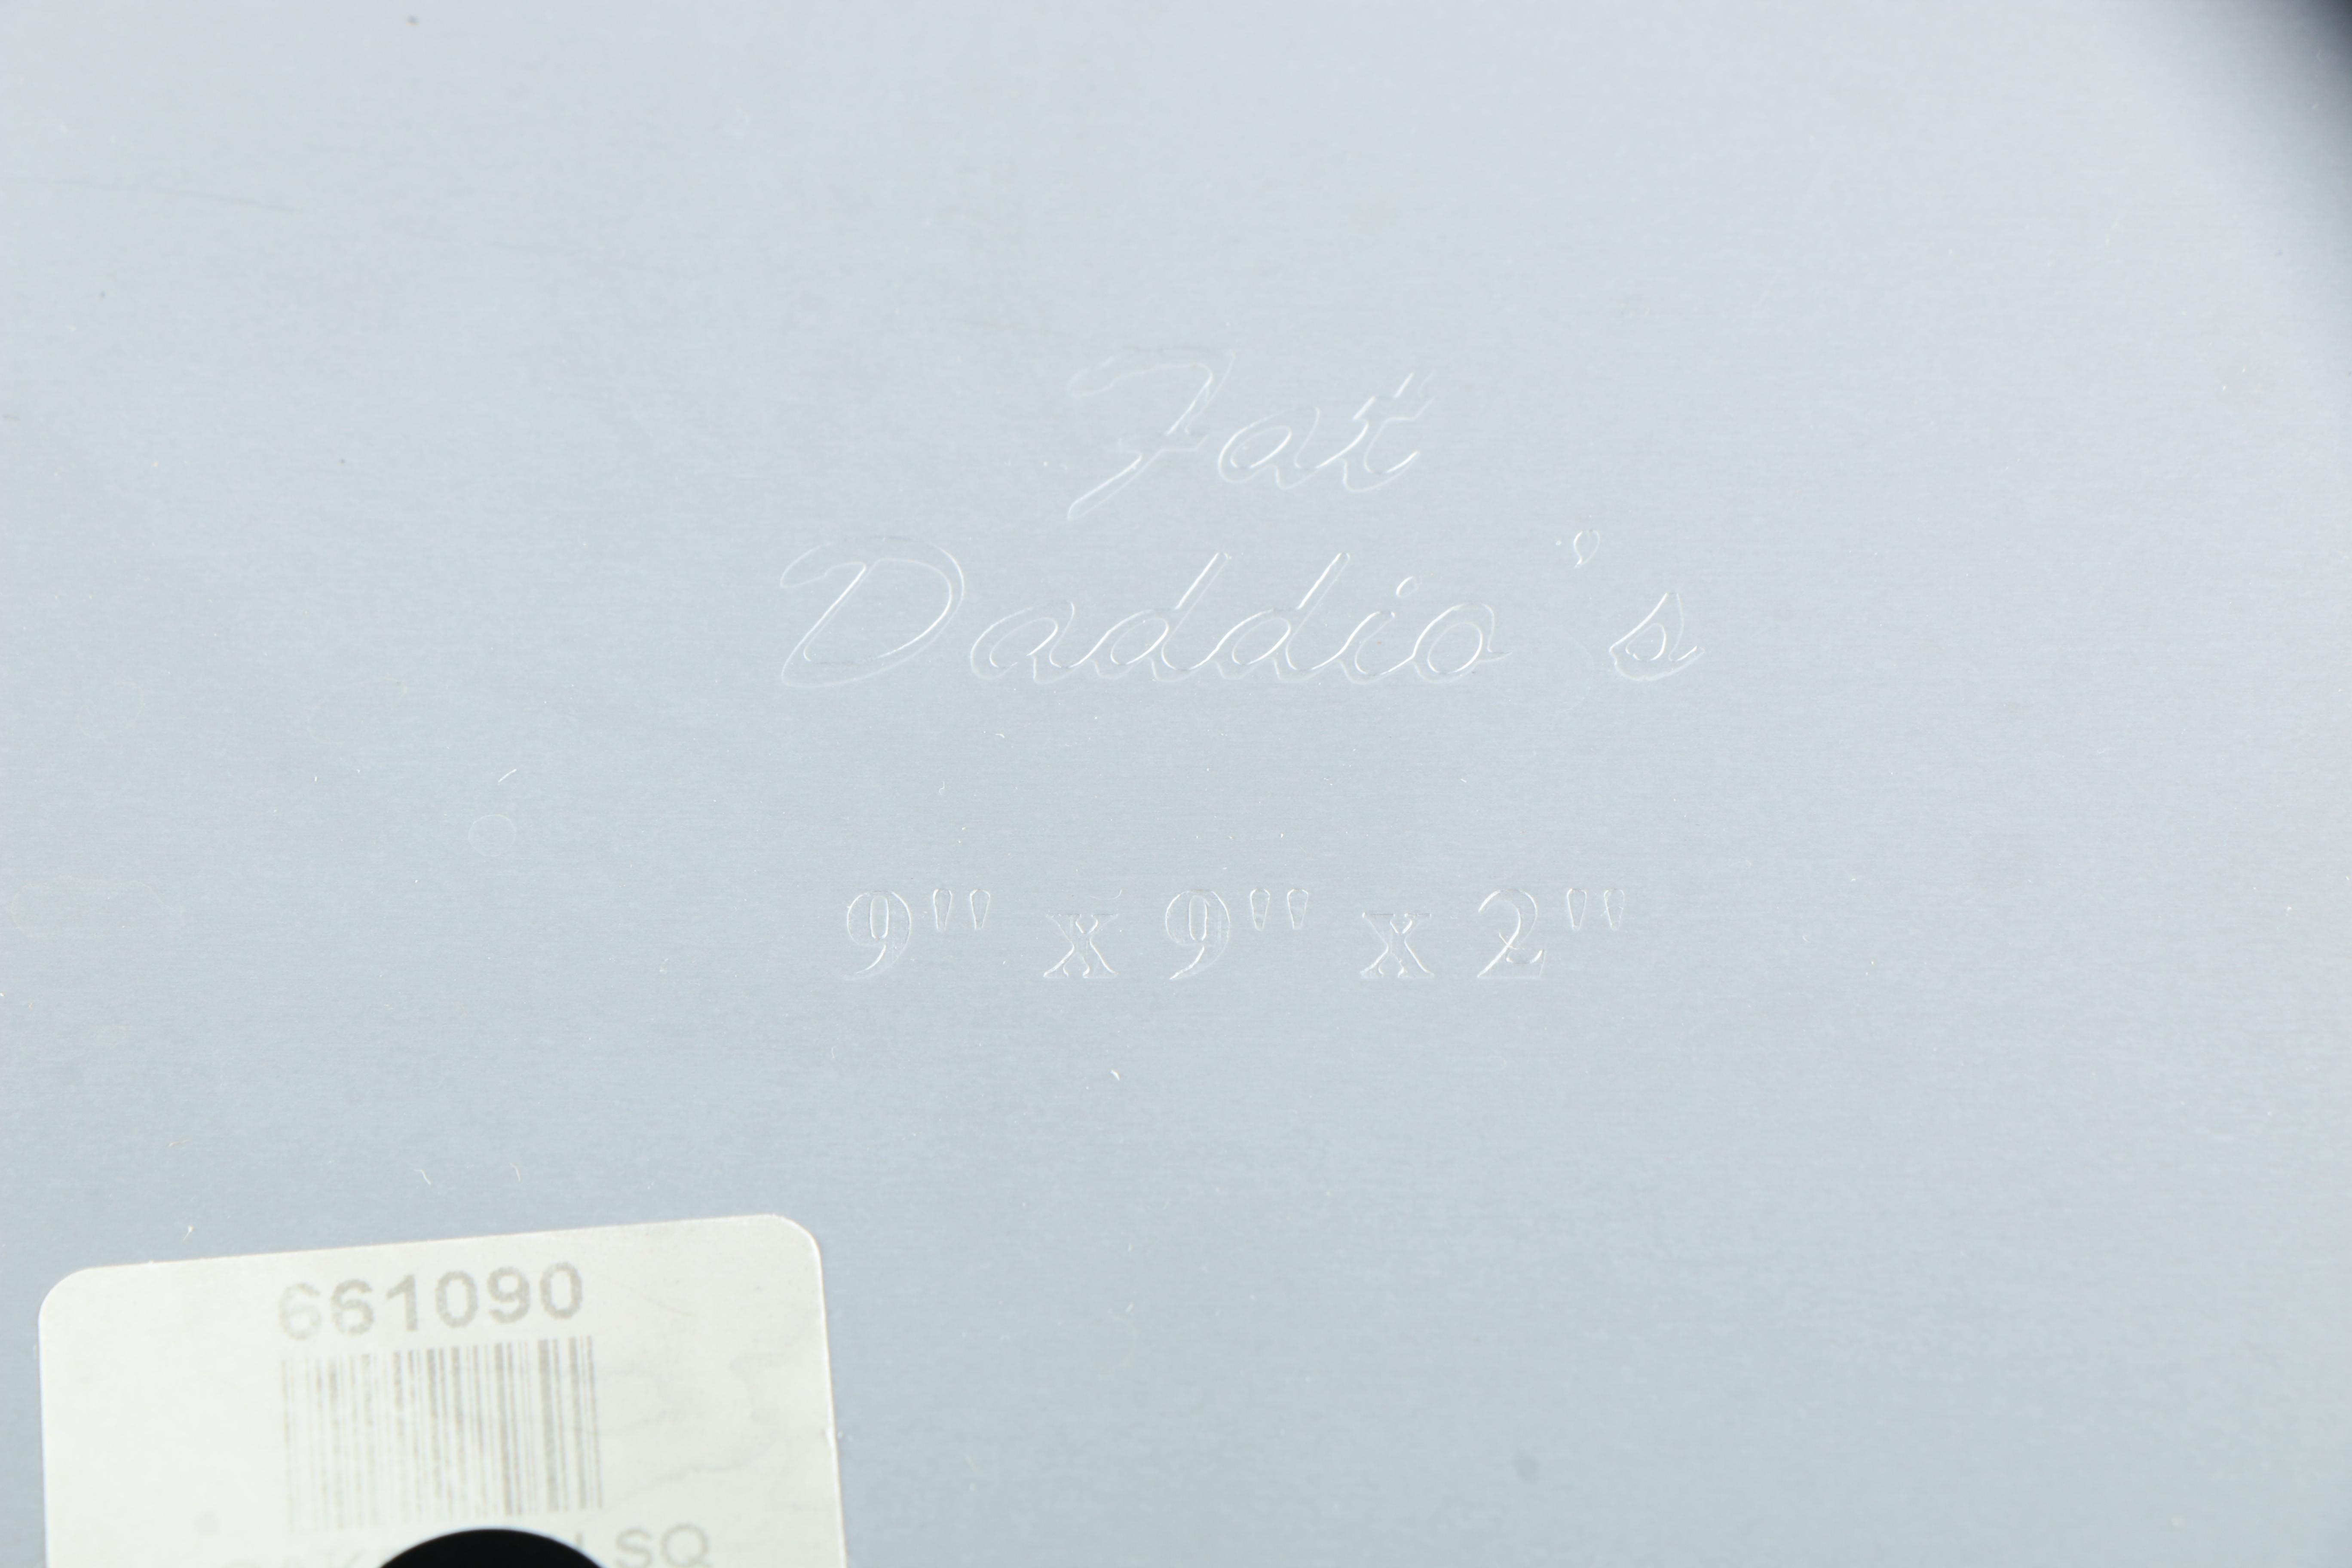 Fat
Daddio's
9" x 9" x 2"
661090
SQ